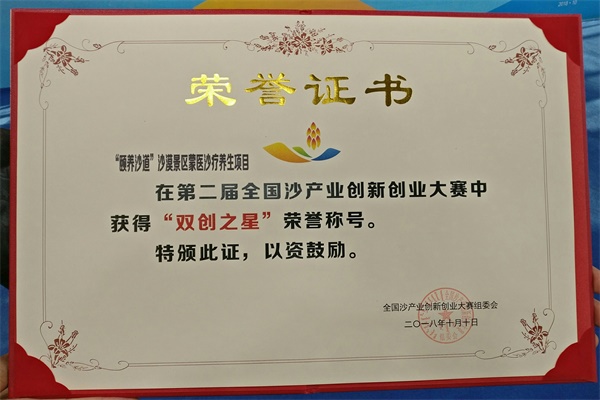 2018·10
荣誉证书
“颐养沙道”沙漠景区蒙医沙疗养生项目
在第二届全国沙产业创新创业大赛中
获得“双创之星”荣誉称号。
特颁此证，以资鼓励。
全国沙产业创新创业大赛组委会
二〇一八年十月十日